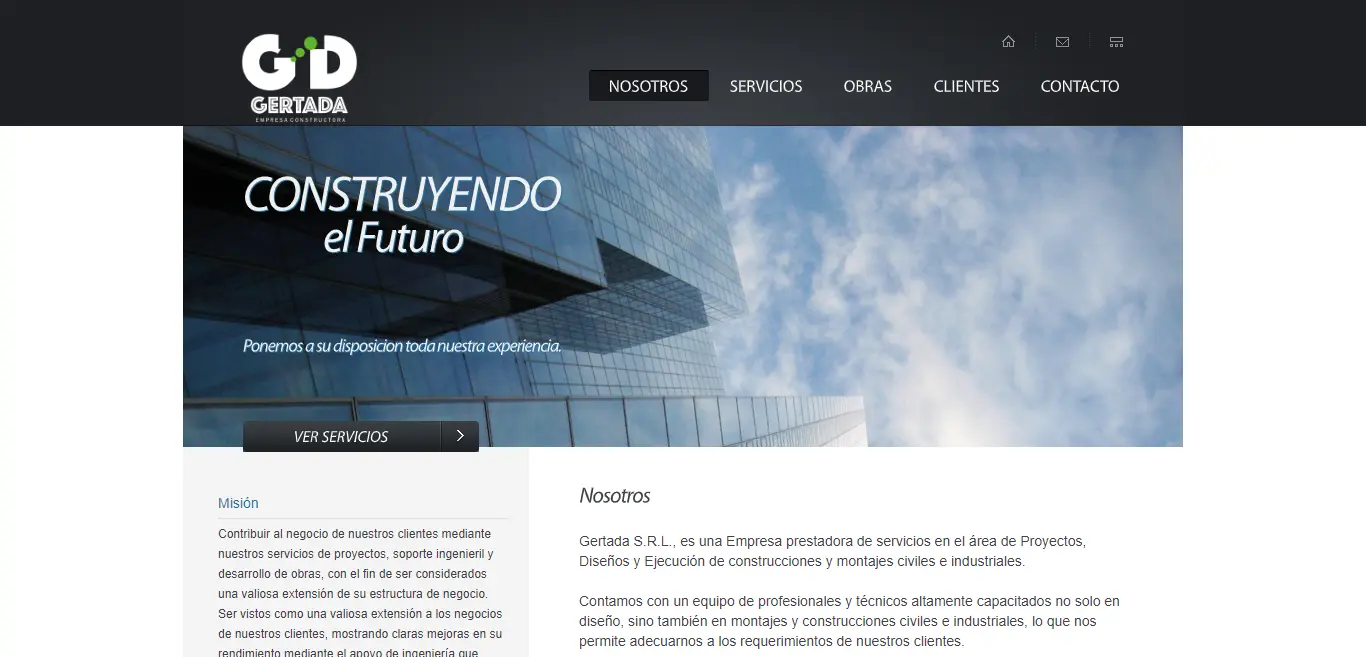 GD
GERTADA
EMPRESA CONSTRUCTORA
NOSOTROS
SERVICIOS
OBRAS
CLIENTES
CONTACTO
CONSTRUYENDO
el Futuro
Ponemos a su disposicion toda nuestra experiencia.
VER SERVICIOS
Misión
Contribuir al negocio de nuestros clientes mediante
nuestros servicios de proyectos, soporte ingenieril y
desarrollo de obras, con el fin de ser considerados
una valiosa extensión de su estructura de negocio.
Ser vistos como una valiosa extensión a los negocios
de nuestros clientes, mostrando claras mejoras en su
rendimiento mediante el apoyo de ingeniería que
Nosotros
Gertada S.R.L., es una Empresa prestadora de servicios en el área de Proyectos,
Diseños y Ejecución de construcciones y montajes civiles e industriales.
Contamos con un equipo de profesionales y técnicos altamente capacitados no solo en
diseño, sino también en montajes y construcciones civiles e industriales, lo que nos
permite adecuarnos a los requerimientos de nuestros clientes.